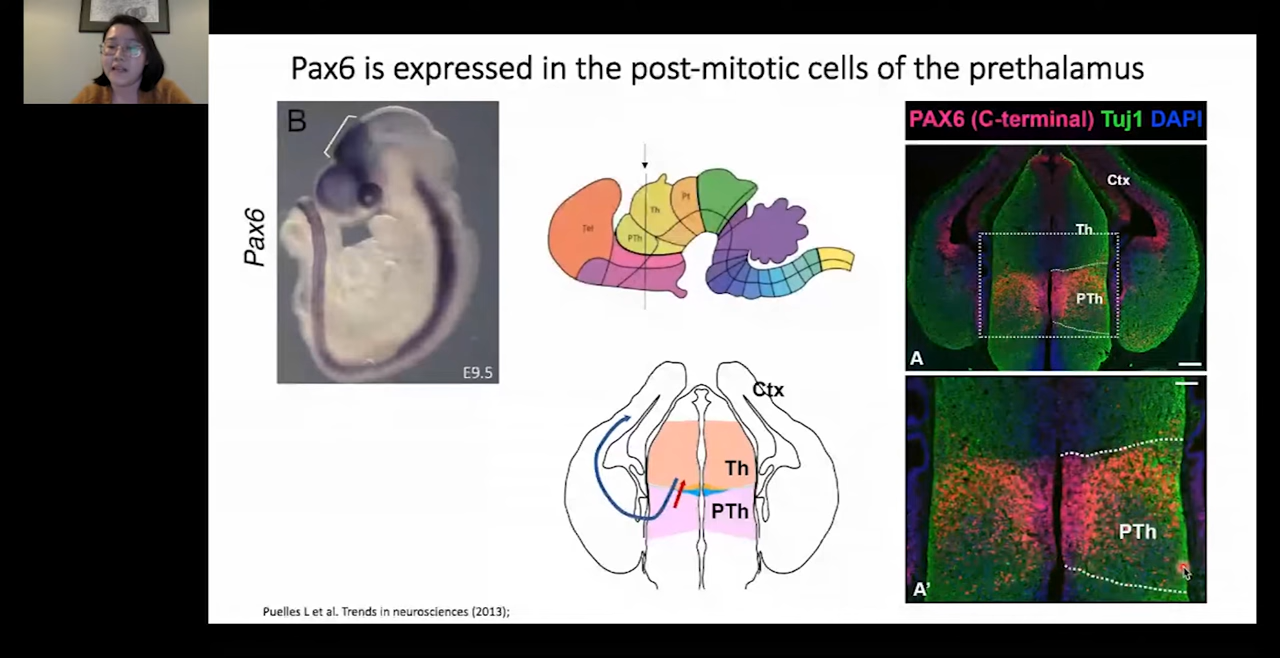 Pax6 is expressed in the post-mitotic cells of the prethalamus
B
Pax6
E9.5
Tel
PTh
Th
Pt
Ctx
Th
PTh
PAX6 (C-terminal) Tuj1 DAPI
Ctx
Th
PTh
A
PTh
A'
Puelles L et al. Trends in neurosciences (2013);